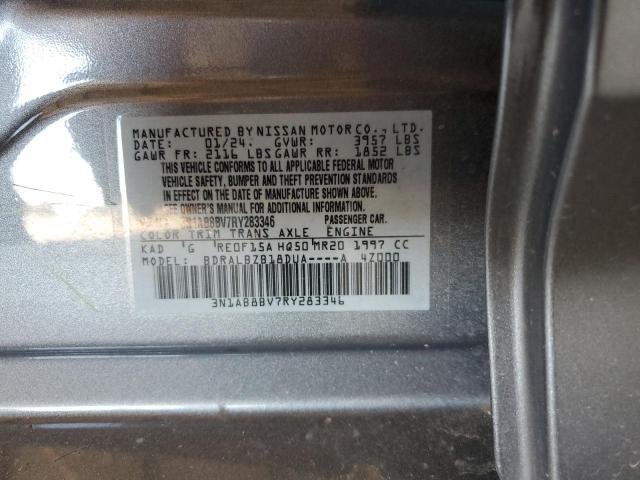 MANUFACTURED BY NISSAN MOTOR CO., LTD.
DATE: 01/24. GVWR: 3957 LBS
GAWR FR: 2116 LBS GAWR RR: 1852 LBS
THIS VEHICLE CONFORMS TO ALL APPLICABLE FEDERAL MOTOR
VEHICLE SAFETY, BUMPER AND THEFT PREVENTION STANDARDS
IN EFFECT ON THE DATE OF MANUFACTURE SHOWN ABOVE.
SEE OWNER'S MANUAL FOR ADDITIONAL INFORMATION.
3N1AB8BV7RY283346 PASSENGER CAR.
COLOR TRIM TRANS AXLE ENGINE
KAD G RE0F15A HQ50 MR20 1997 CC
MODEL: BDRALBZB18DUA----A 4Z000
3N1AB8BV7RY283346